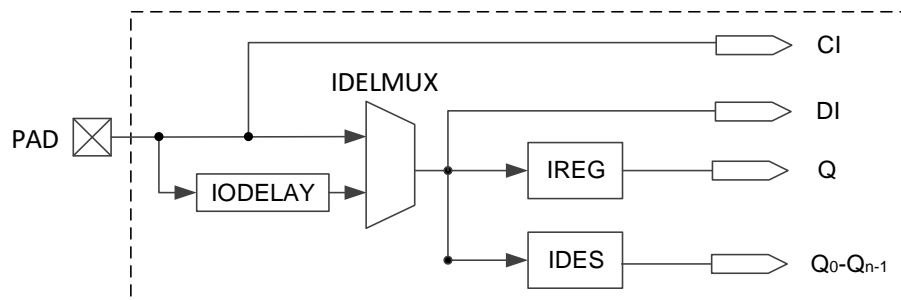 CI
IDELMUX
DI
PAD
IREG
Q
IODELAY
IDES
Q0-Qn-1